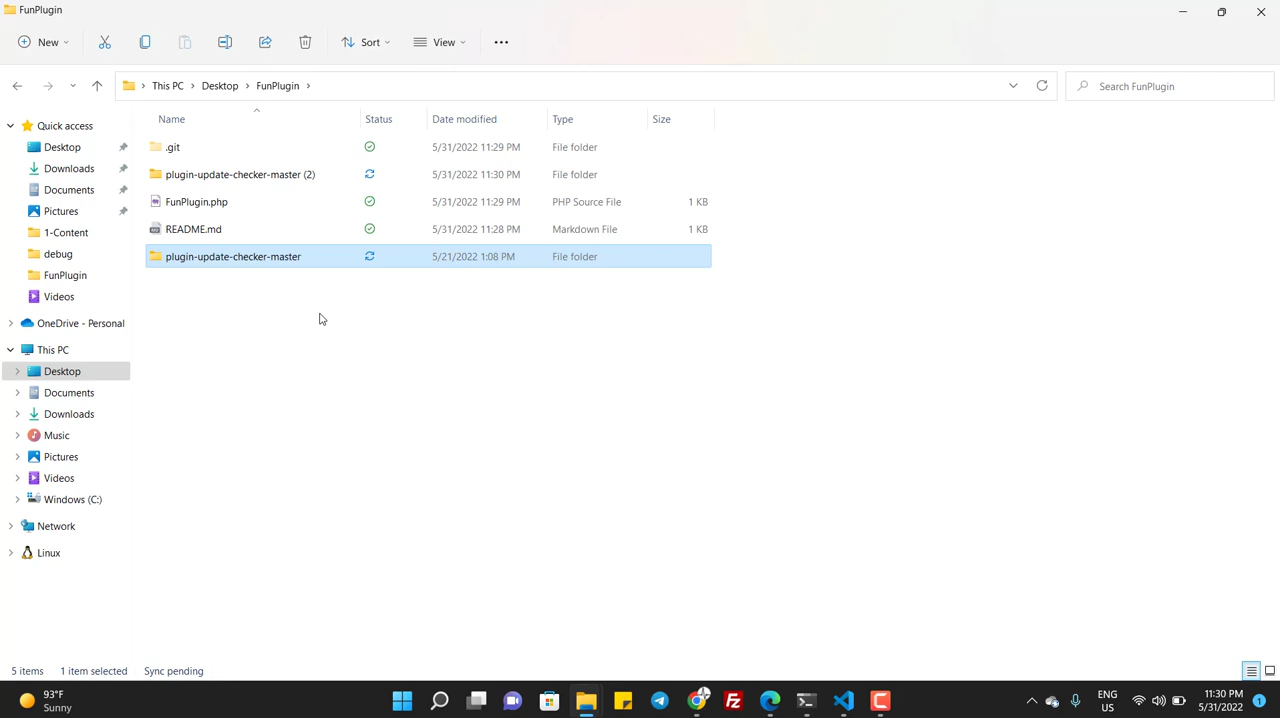 FunPlugin
New
Sort
View
This PC
Desktop
FunPlugin
Search FunPlugin
Name
Status
Date modified
Type
Size
.git
5/31/2022 11:29 PM
File folder
plugin-update-checker-master (2)
5/31/2022 11:30 PM
File folder
FunPlugin.php
5/31/2022 11:29 PM
PHP Source File
1 KB
README.md
5/31/2022 11:28 PM
Markdown File
1 KB
plugin-update-checker-master
5/21/2022 1:08 PM
File folder
Quick access
Desktop
Downloads
Documents
Pictures
1-Content
debug
FunPlugin
Videos
OneDrive - Personal
This PC
Desktop
Documents
Downloads
Music
Pictures
Videos
Windows (C:)
Network
Linux
5 items
1 item selected
Sync pending
93°F
Sunny
Fz
ENG
US
11:30 PM
5/31/2022
1